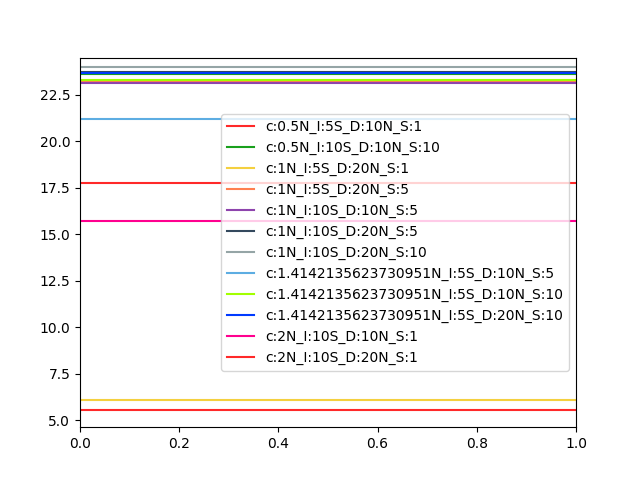 22.5
20.0
17.5
15.0
12.5
10.0
7.5
5.0
c:0.5N_I:5S_D:10N_S:1
c:0.5N_I:10S_D:10N_S:10
c:1N_I:5S_D:20N_S:1
c:1N_I:5S_D:20N_S:5
c:1N_I:10S_D:10N_S:5
c:1N_I:10S_D:20N_S:5
c:1N_I:10S_D:20N_S:10
c:1.4142135623730951N_I:5S_D:10N_S:5
c:1.4142135623730951N_I:5S_D:10N_S:10
c:1.4142135623730951N_I:5S_D:20N_S:10
c:2N_I:10S_D:10N_S:1
c:2N_I:10S_D:20N_S:1
0.0 0.2 0.4 0.6 0.8 1.0